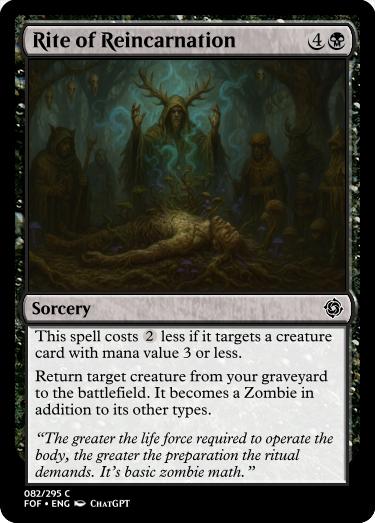 Rite of Reincarnation 4
Sorcery
This spell costs 2 less if it targets a creature
card with mana value 3 or less.
Return target creature from your graveyard
to the battlefield. It becomes a Zombie in
addition to its other types.
“The greater the life force required to operate the
body, the greater the preparation the ritual
demands. It’s basic zombie math.”
082/295 C
FOF • ENG ChatGPT